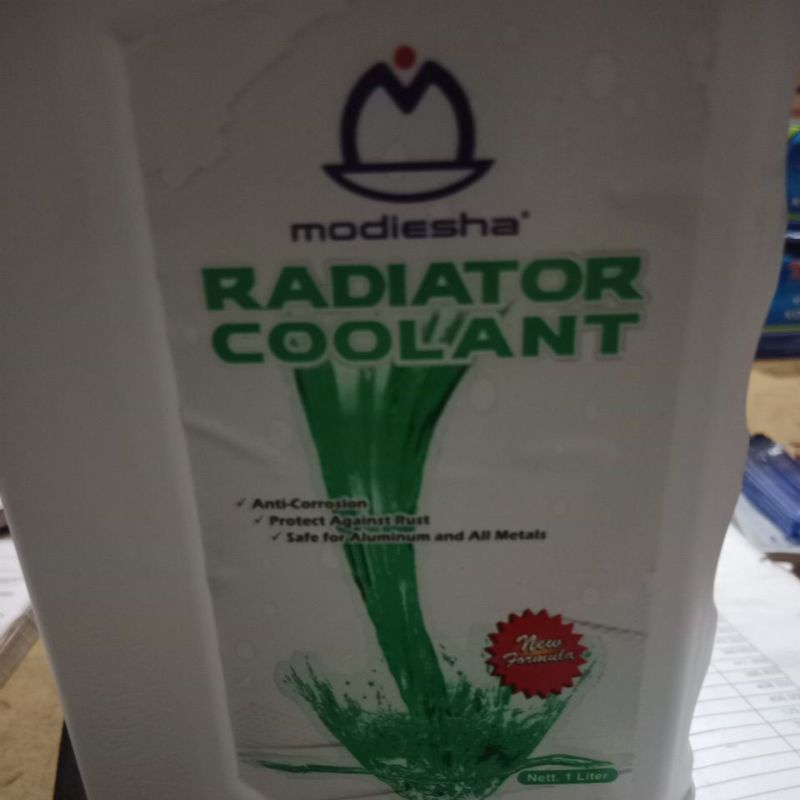 modiesha
RADIATOR
COOLANT
✓ Anti-Corrosion
✓ Protect Against Rust
✓ Safe for Aluminum and All Metals
New
Formula
Nett. 1 Liter